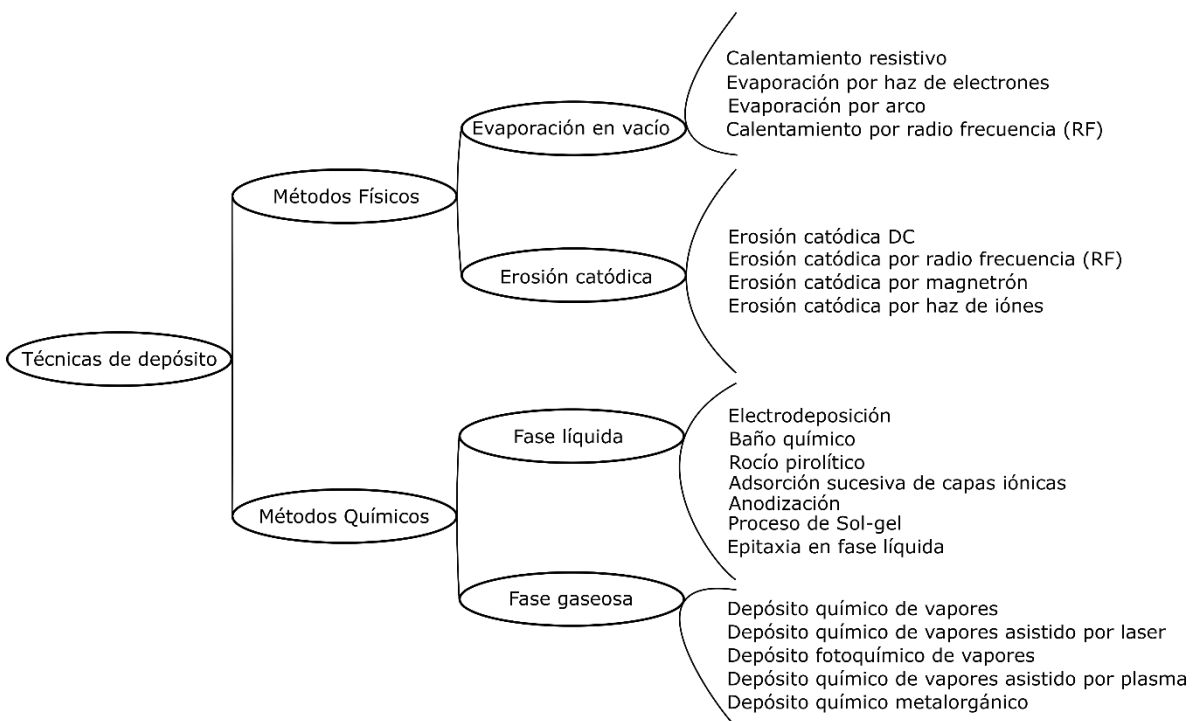 Técnicas de depósito
Métodos Físicos
Evaporación en vacío
Calentamiento resistivo
Evaporación por haz de electrones
Evaporación por arco
Calentamiento por radio frecuencia (RF)
Erosión catódica
Erosión catódica DC
Erosión catódica por radio frecuencia (RF)
Erosión catódica por magnetrón
Erosión catódica por haz de iónes
Métodos Químicos
Fase líquida
Electrodeposición
Baño químico
Rocío pirolítico
Adsorción sucesiva de capas iónicas
Anodización
Proceso de Sol-gel
Epitaxia en fase líquida
Fase gaseosa
Depósito químico de vapores
Depósito químico de vapores asistido por laser
Depósito fotoquímico de vapores
Depósito químico de vapores asistido por plasma
Depósito químico metalorgánico